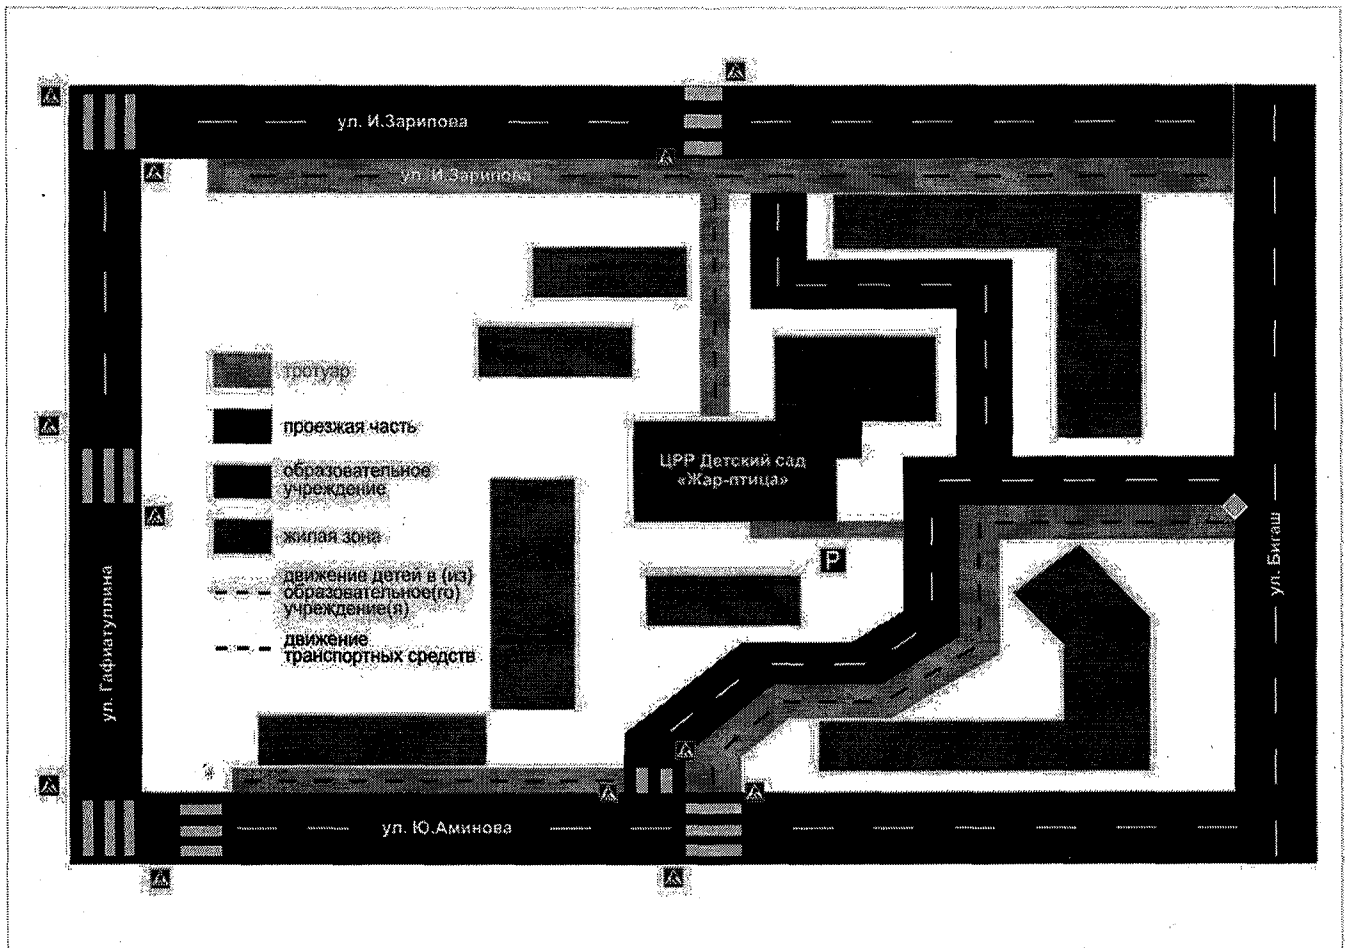 ул. И.Зарипова
ул. И.Зарипова
тротуар
проезжая часть
образовательное
учреждение
жилая зона
движение детей в (из)
образовательное(го)
учреждение(я)
движение
транспортных средств
ЦРР Детский сад
«Жар-птица»
P
ул. Бигаш
ул. Гафиатуллина
ул. Ю.Аминова